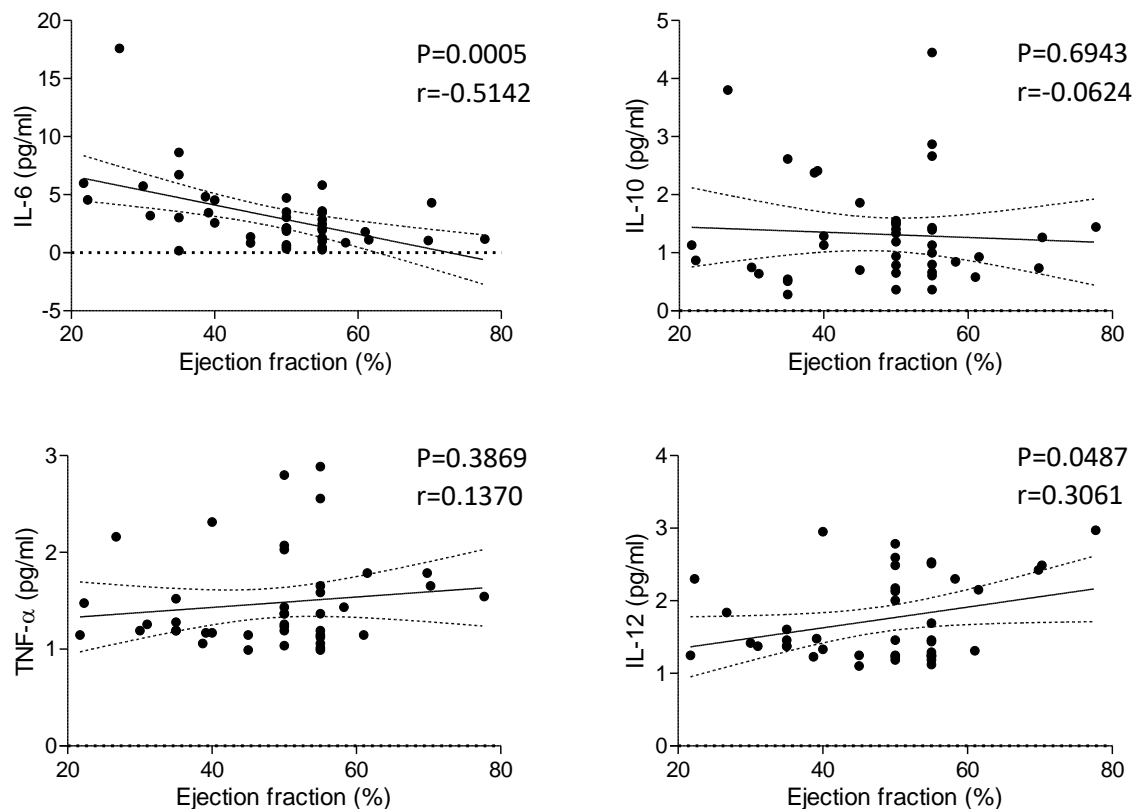 IL-6 (pg/ml)
20
15
10
5
0
-5
P=0.0005
r=-0.5142
20 40 60 80
Ejection fraction (%)
IL-10 (pg/ml)
5
4
3
2
1
0
P=0.6943
r=-0.0624
20 40 60 80
Ejection fraction (%)
TNF-α (pg/ml)
3
2
1
0
P=0.3869
r=0.1370
20 40 60 80
Ejection fraction (%)
IL-12 (pg/ml)
4
3
2
1
0
P=0.0487
r=0.3061
20 40 60 80
Ejection fraction (%)